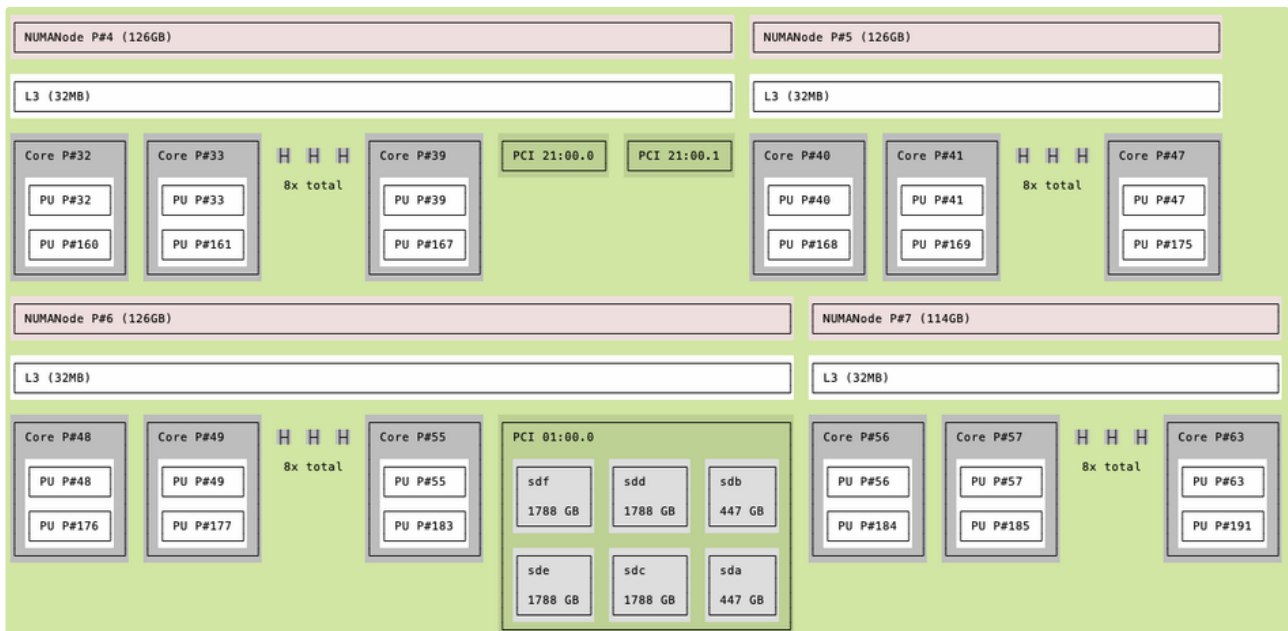 NUMANode P#4 (126GB)
NUMANode P#5 (126GB)
L3 (32MB)
L3 (32MB)
Core P#32
Core P#33
Core P#39
PCI 21:00.0
PCI 21:00.1
Core P#40
Core P#41
Core P#47
8x total
8x total
PU P#32
PU P#33
PU P#39
PU P#40
PU P#41
PU P#47
PU P#160
PU P#161
PU P#167
PU P#168
PU P#169
PU P#175
NUMANode P#6 (126GB)
NUMANode P#7 (114GB)
L3 (32MB)
L3 (32MB)
Core P#48
Core P#49
Core P#55
PCI 01:00.0
Core P#56
Core P#57
Core P#63
8x total
8x total
PU P#48
PU P#49
PU P#55
sdf
sdd
sdb
PU P#56
PU P#57
PU P#63
1788 GB
1788 GB
447 GB
PU P#176
PU P#177
PU P#183
PU P#184
PU P#185
PU P#191
sde
sdc
sda
1788 GB
1788 GB
447 GB